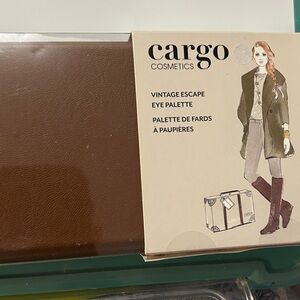 cargo
COSMETICS
VINTAGE ESCAPE
EYE PALETTE
PALETTE DE FARDS
À PAUPIÈRES